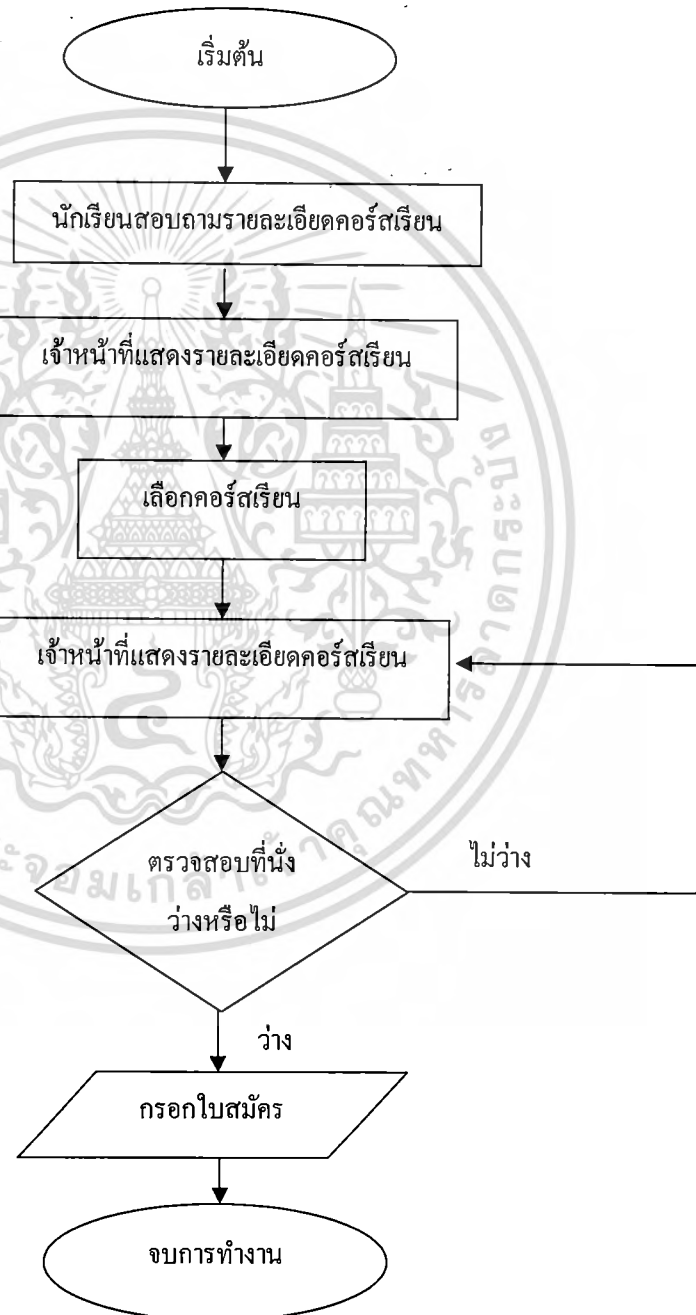 เริ่มต้น
นักเรียนสอบถามรายละเอียดคอร์สเรียน
เจ้าหน้าที่แสดงรายละเอียดคอร์สเรียน
เลือกคอร์สเรียน
เจ้าหน้าที่แสดงรายละเอียดคอร์สเรียน
ตรวจสอบที่นั่ง
ว่างหรือไม่
ไม่ว่าง
ว่าง
กรอกใบสมัคร
จบการทำงาน